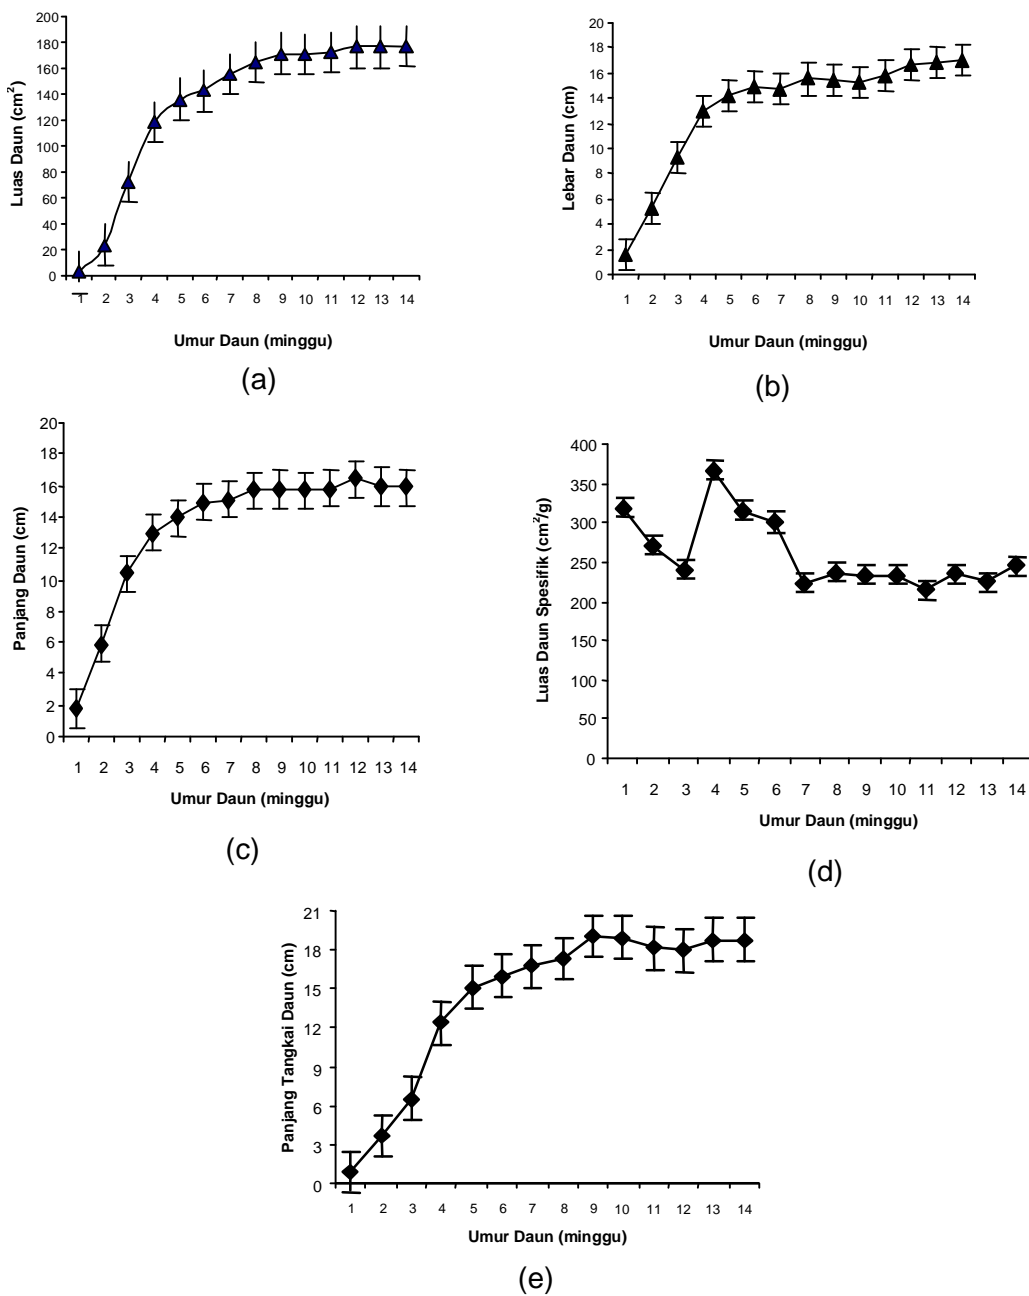 Luas Daun (cm²)
200
180
160
140
120
100
80
60
40
20
0
1 2 3 4 5 6 7 8 9 10 11 12 13 14
Umur Daun (minggu)
(a)
Lebar Daun (cm)
20
18
16
14
12
10
8
6
4
2
0
1 2 3 4 5 6 7 8 9 10 11 12 13 14
Umur Daun (minggu)
(b)
Panjang Daun (cm)
20
18
16
14
12
10
8
6
4
2
0
1 2 3 4 5 6 7 8 9 10 11 12 13 14
Umur Daun (minggu)
(c)
Luas Daun Spesifik (cm²/g)
400
350
300
250
200
150
100
50
0
1 2 3 4 5 6 7 8 9 10 11 12 13 14
Umur Daun (minggu)
(d)
Panjang Tangkai Daun (cm)
21
18
15
12
9
6
3
0
1 2 3 4 5 6 7 8 9 10 11 12 13 14
Umur Daun (minggu)
(e)